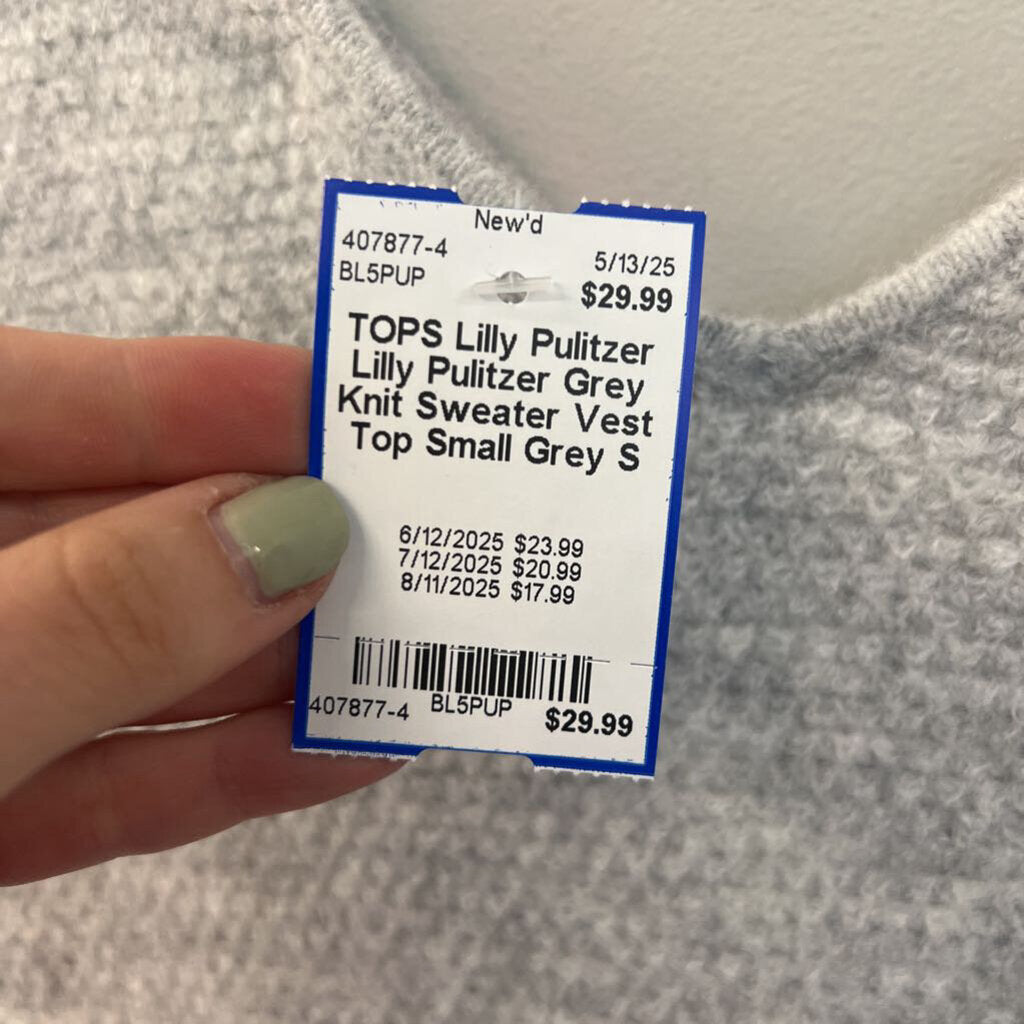 New'd
407877-4 5/13/25
BL5PUP $29.99
TOPS Lilly Pulitzer
Lilly Pulitzer Grey
Knit Sweater Vest
Top Small Grey S
6/12/2025 $23.99
7/12/2025 $20.99
8/11/2025 $17.99
407877-4 BL5PUP $29.99